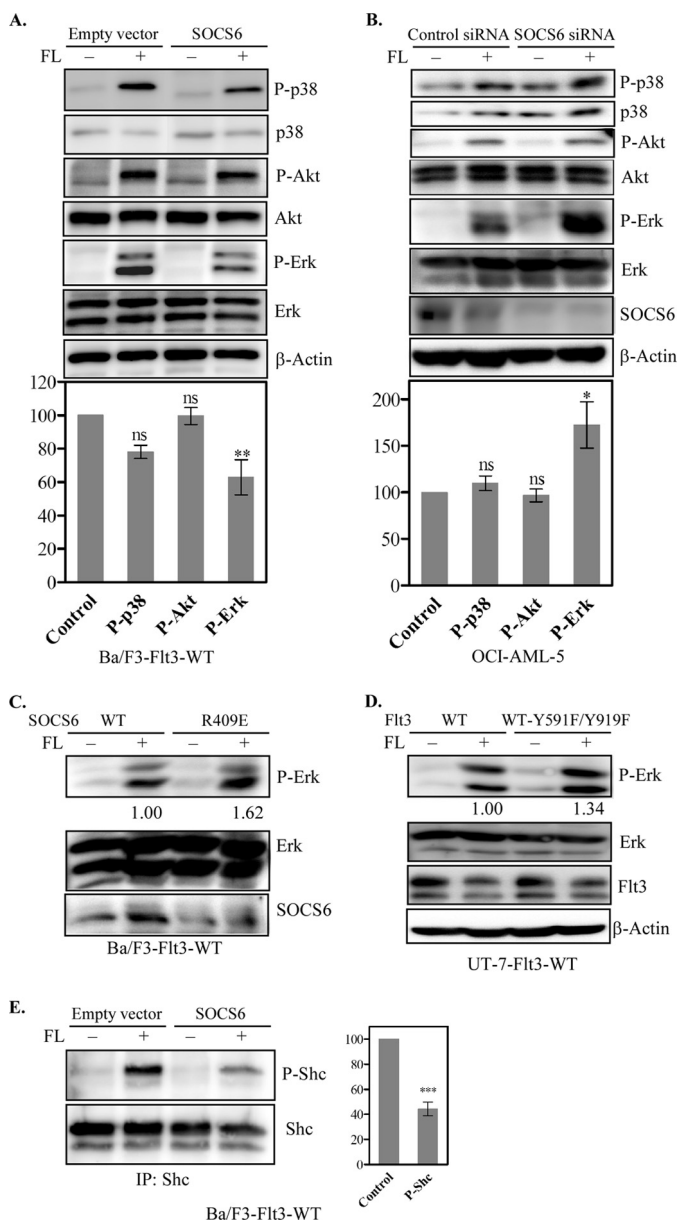 A.
Empty vector SOCS6
FL – + – +
P-p38
p38
P-Akt
Akt
P-Erk
Erk
β-Actin
120
100
80
60
40
20
0
ns
ns
**
Control P-p38 P-Akt P-Erk
Ba/F3-Flt3-WT
B.
Control siRNA SOCS6 siRNA
FL – + – +
P-p38
p38
P-Akt
Akt
P-Erk
Erk
SOCS6
β-Actin
200
150
100
50
0
ns
ns
*
Control P-p38 P-Akt P-Erk
OCI-AML-5
C.
SOCS6 WT R409E
FL – + – +
P-Erk
1.00 1.62
Erk
SOCS6
Ba/F3-Flt3-WT
D.
Flt3 WT WT-Y591F/Y919F
FL – + – +
P-Erk
1.00 1.34
Erk
Flt3
β-Actin
UT-7-Flt3-WT
E.
Empty vector SOCS6
FL – + – +
P-Shc
Shc
IP: Shc
100
80
60
40
20
0
***
Control P-Shc
Ba/F3-Flt3-WT